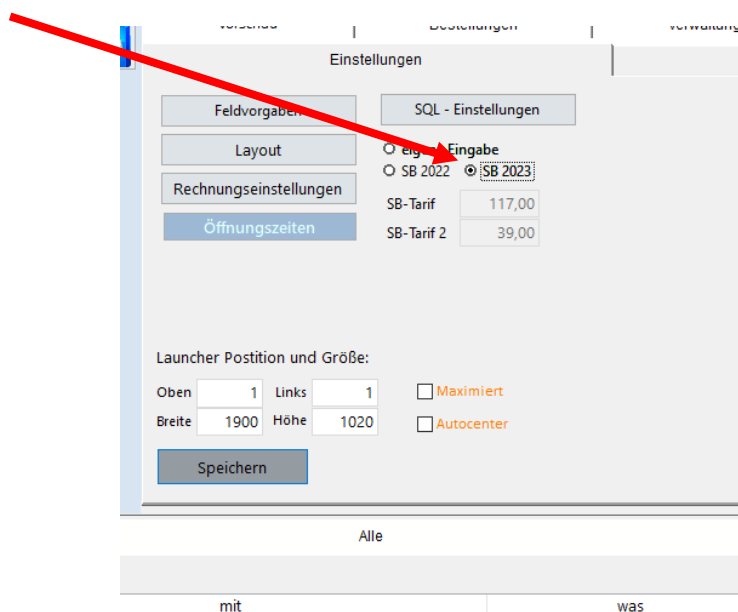 Einstellungen
Feldvorgaben SQL - Einstellungen
Layout Eingabe
SB 2022 SB 2023
Rechnungseinstellungen
SB-Tarif 117,00
Öffnungszeiten SB-Tarif 2 39,00
Launcher Postition und Größe:
Oben 1 Links 1 Maximiert
Breite 1900 Höhe 1020 Autocenter
Speichern
Alle
mit was